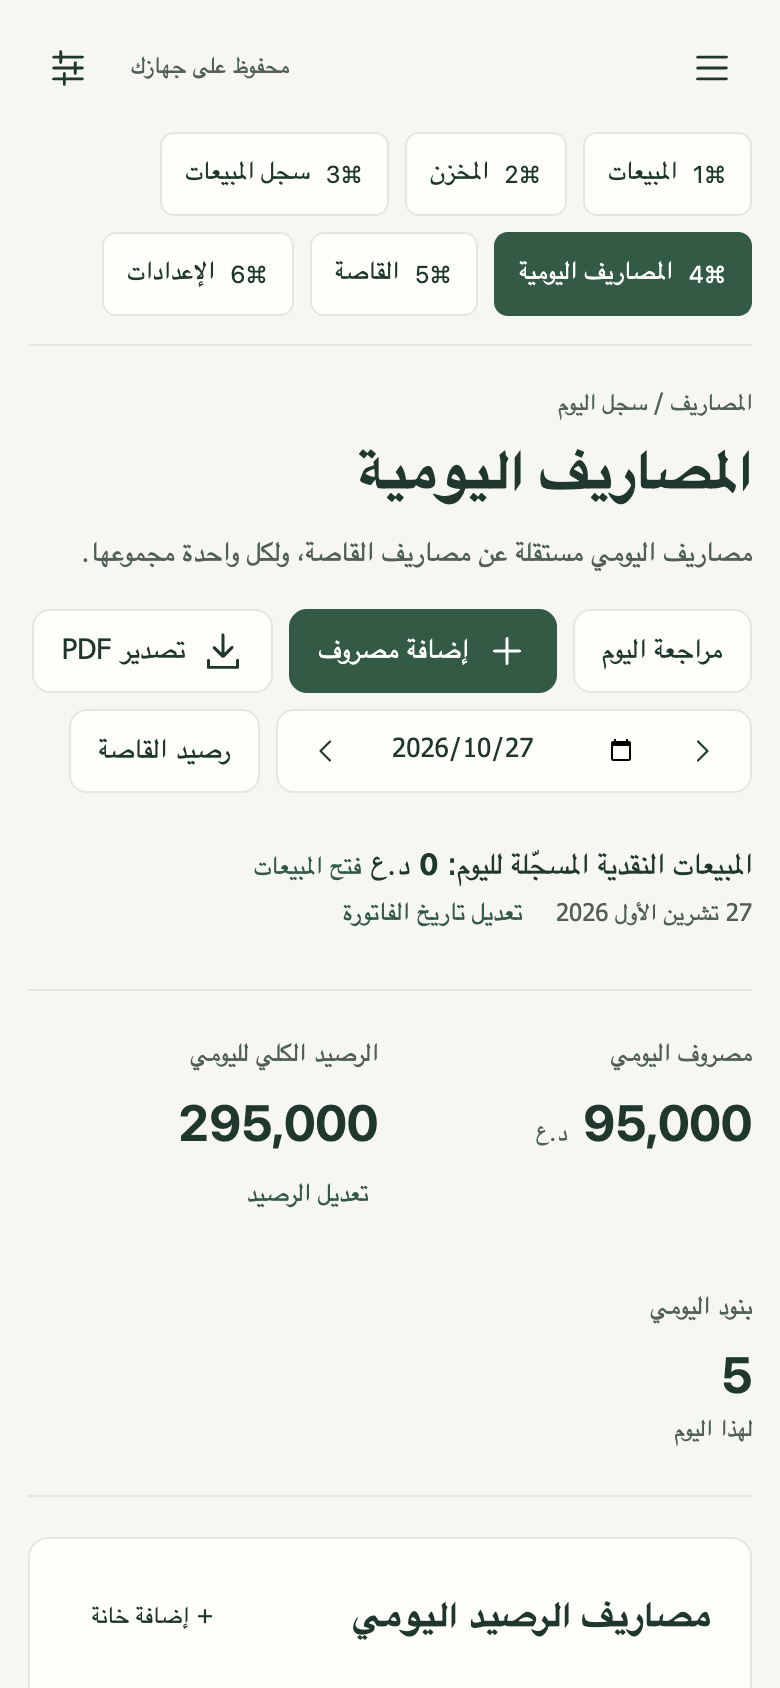 محفوظ على جهازك
⌘1 المبيعات ⌘2 المخزن ⌘3 سجل المبيعات
⌘4 المصاريف اليومية ⌘5 القاصة ⌘6 الإعدادات
المصاريف / سجل اليوم
المصاريف اليومية
مصاريف اليومي مستقلة عن مصاريف القاصة، ولكل واحدة مجموعها.
مراجعة اليوم إضافة مصروف تصدير PDF
2026/10/27 رصيد القاصة
المبيعات النقدية المسجّلة لليوم: 0 د.ع فتح المبيعات
27 تشرين الأول 2026 تعديل تاريخ الفاتورة
مصروف اليومي الرصيد الكلي لليومي
95,000 د.ع 295,000
تعديل الرصيد
بنود اليومي
5
لهذا اليوم
مصاريف الرصيد اليومي + إضافة خانة